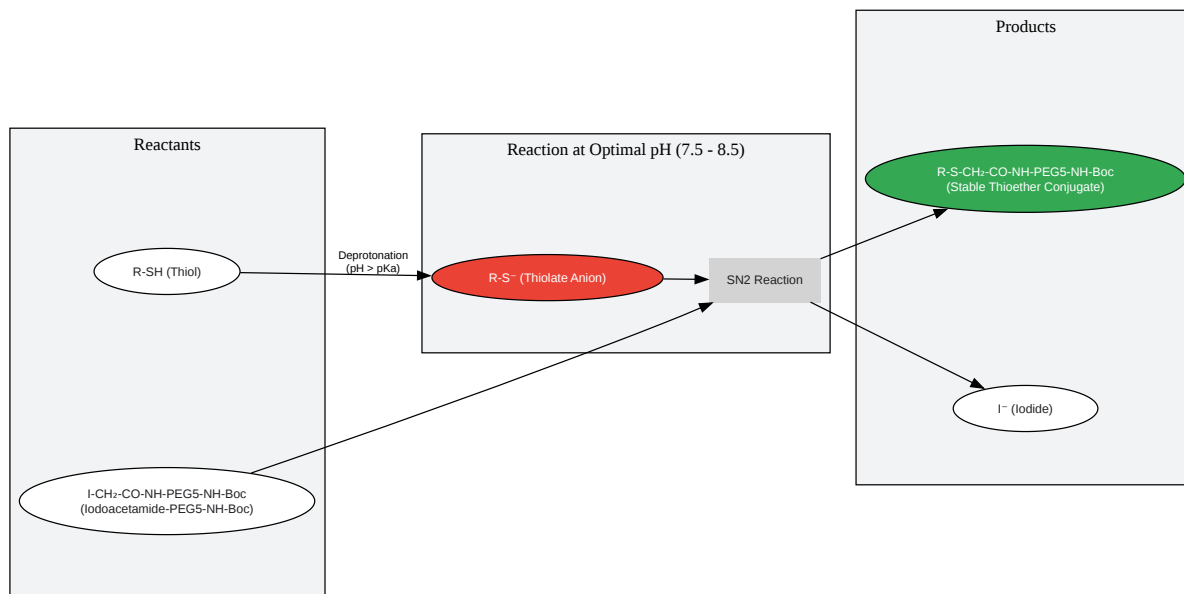 Reactants
R-SH (Thiol)
I-CH₂-CO-NH-PEG5-NH-Boc
(Iodoacetamide-PEG5-NH-Boc)
Deprotonation
(pH > pKa)
Reaction at Optimal pH (7.5 - 8.5)
R-S⁻ (Thiolate Anion)
SN2 Reaction
Products
R-S-CH₂-CO-NH-PEG5-NH-Boc
(Stable Thioether Conjugate)
I⁻ (Iodide)